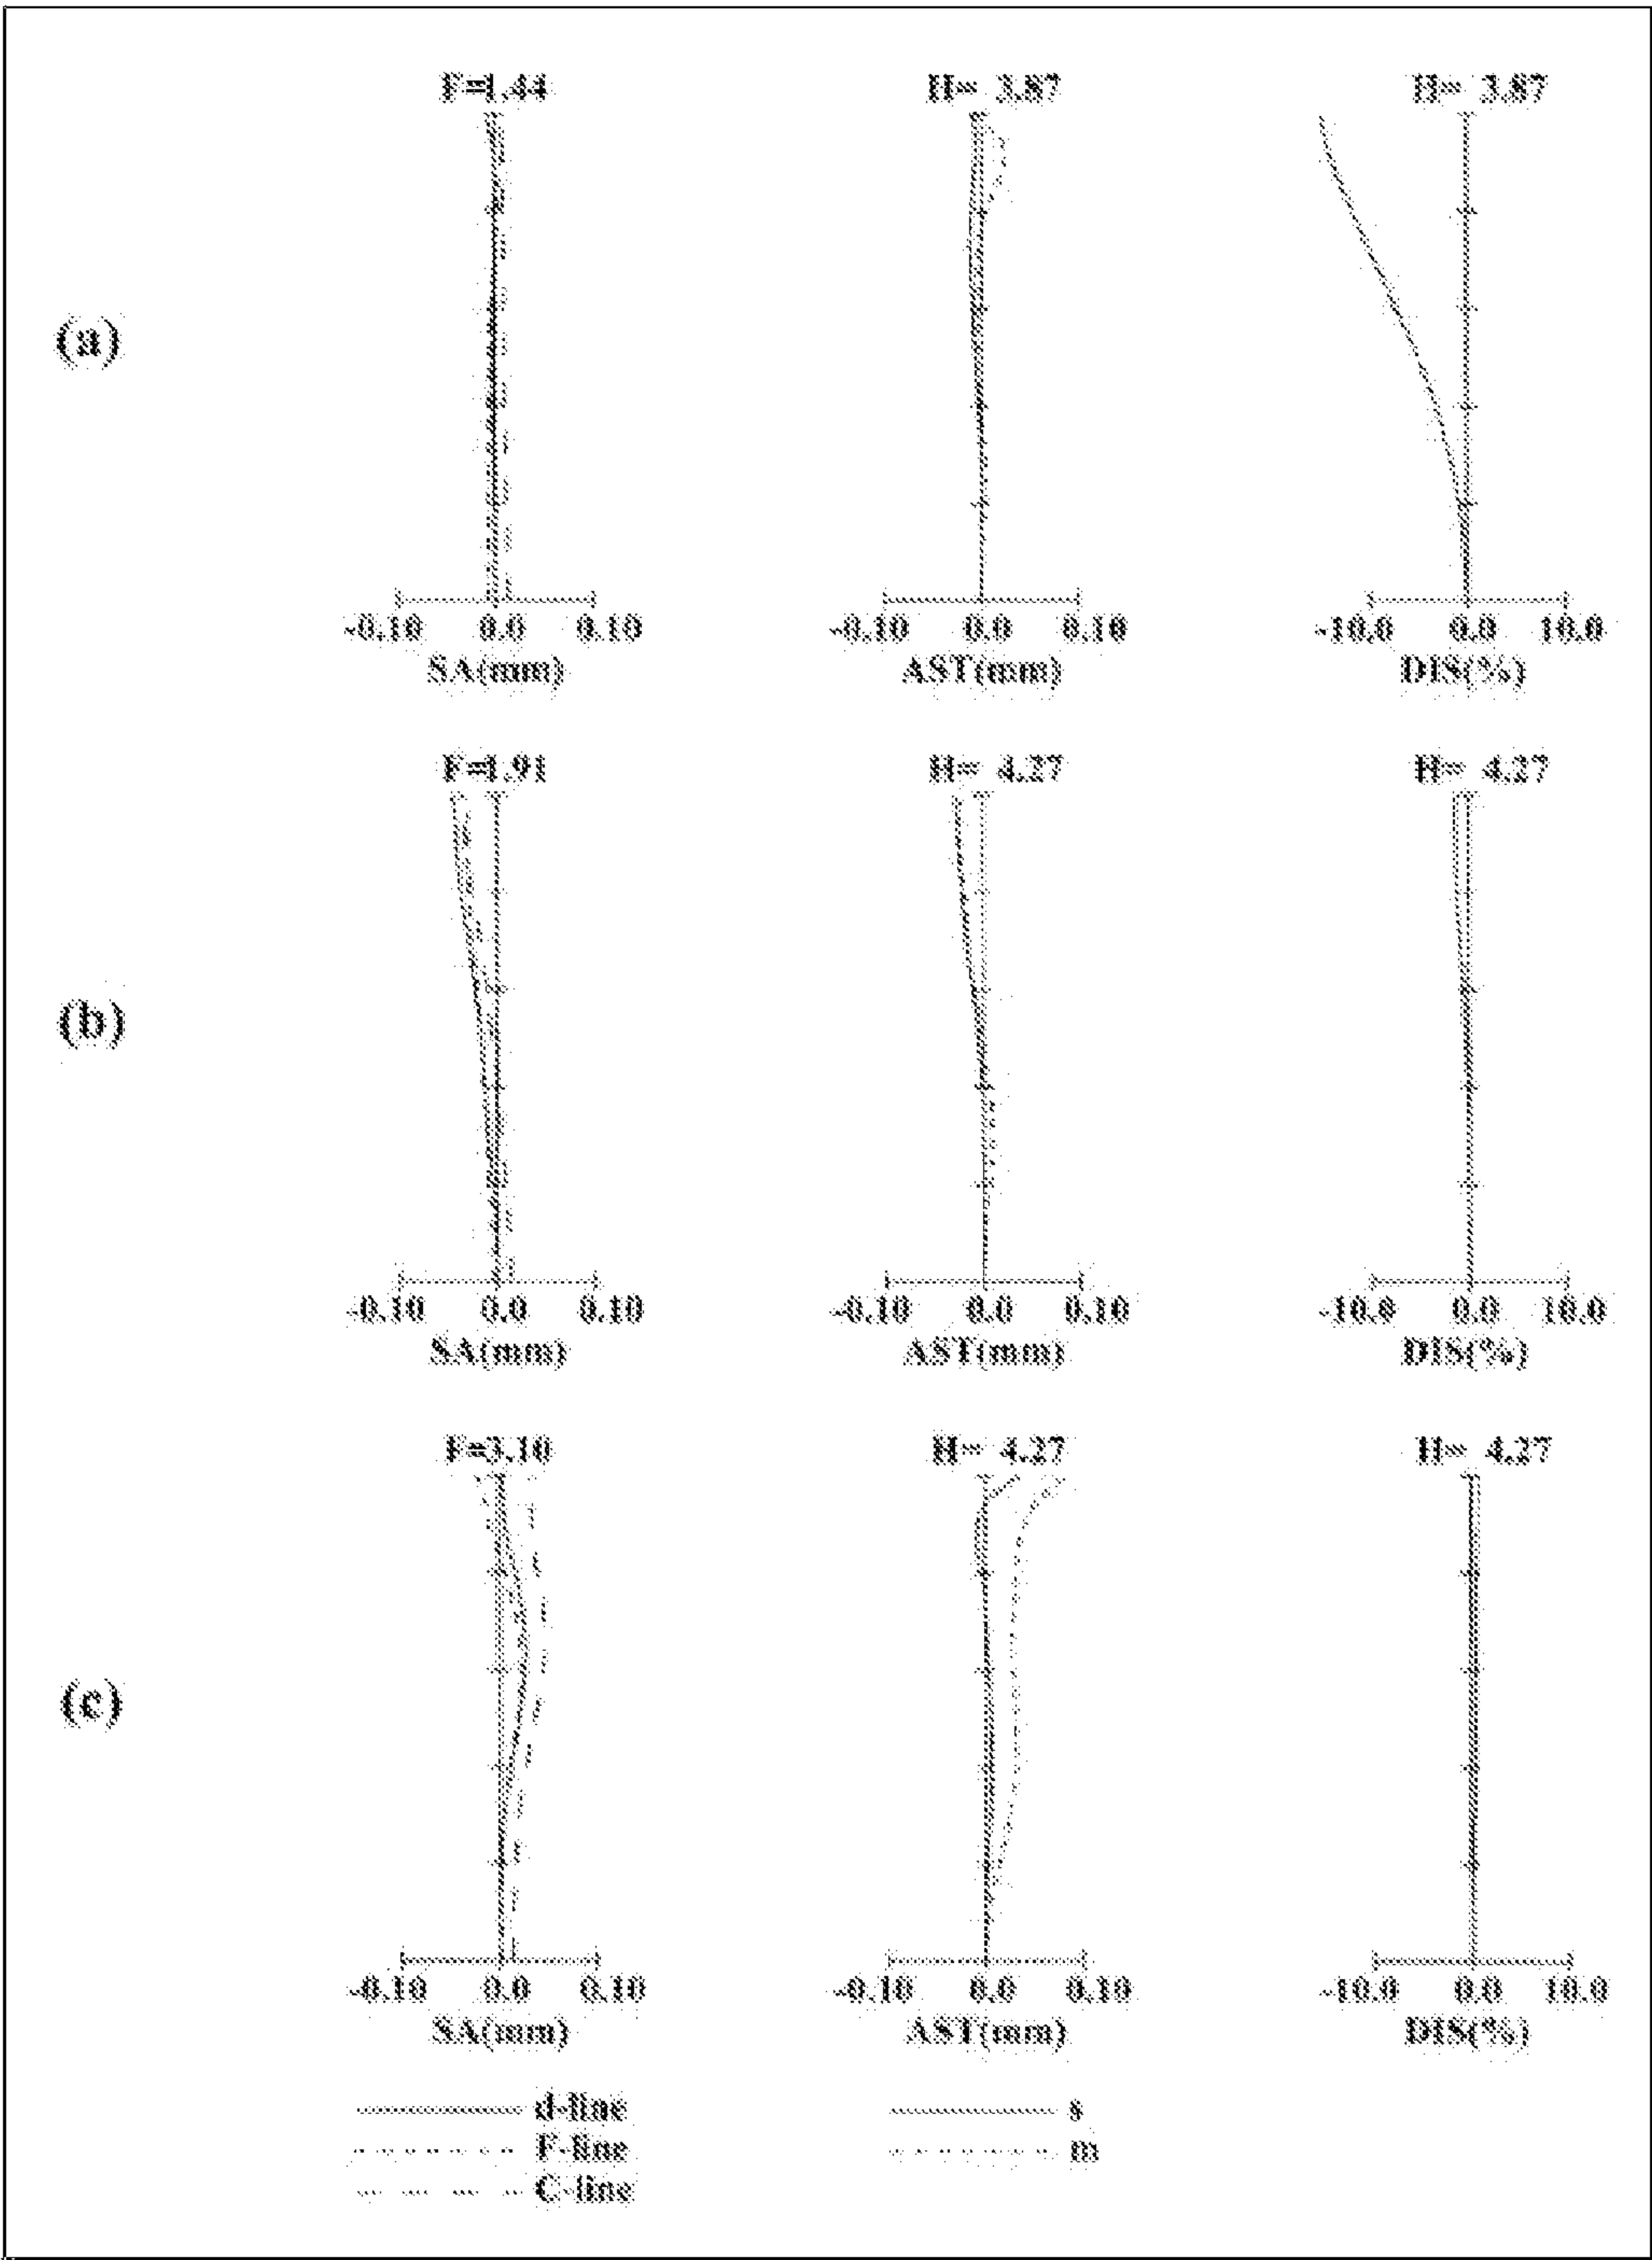 F=1.44 H= 3.87 H= 3.87
(a)
-0.10 0.0 0.10 -0.10 0.0 0.10 -10.0 0.0 10.0
SA(mm) AST(mm) DIS(%)
F=1.91 H= 4.27 H= 4.27
(b)
-0.10 0.0 0.10 -0.10 0.0 0.10 -10.0 0.0 10.0
SA(mm) AST(mm) DIS(%)
F=3.10 H= 4.27 H= 4.27
(c)
-0.10 0.0 0.10 -0.10 0.0 0.10 -10.0 0.0 10.0
SA(mm) AST(mm) DIS(%)
d-line s
F-line m
C-line